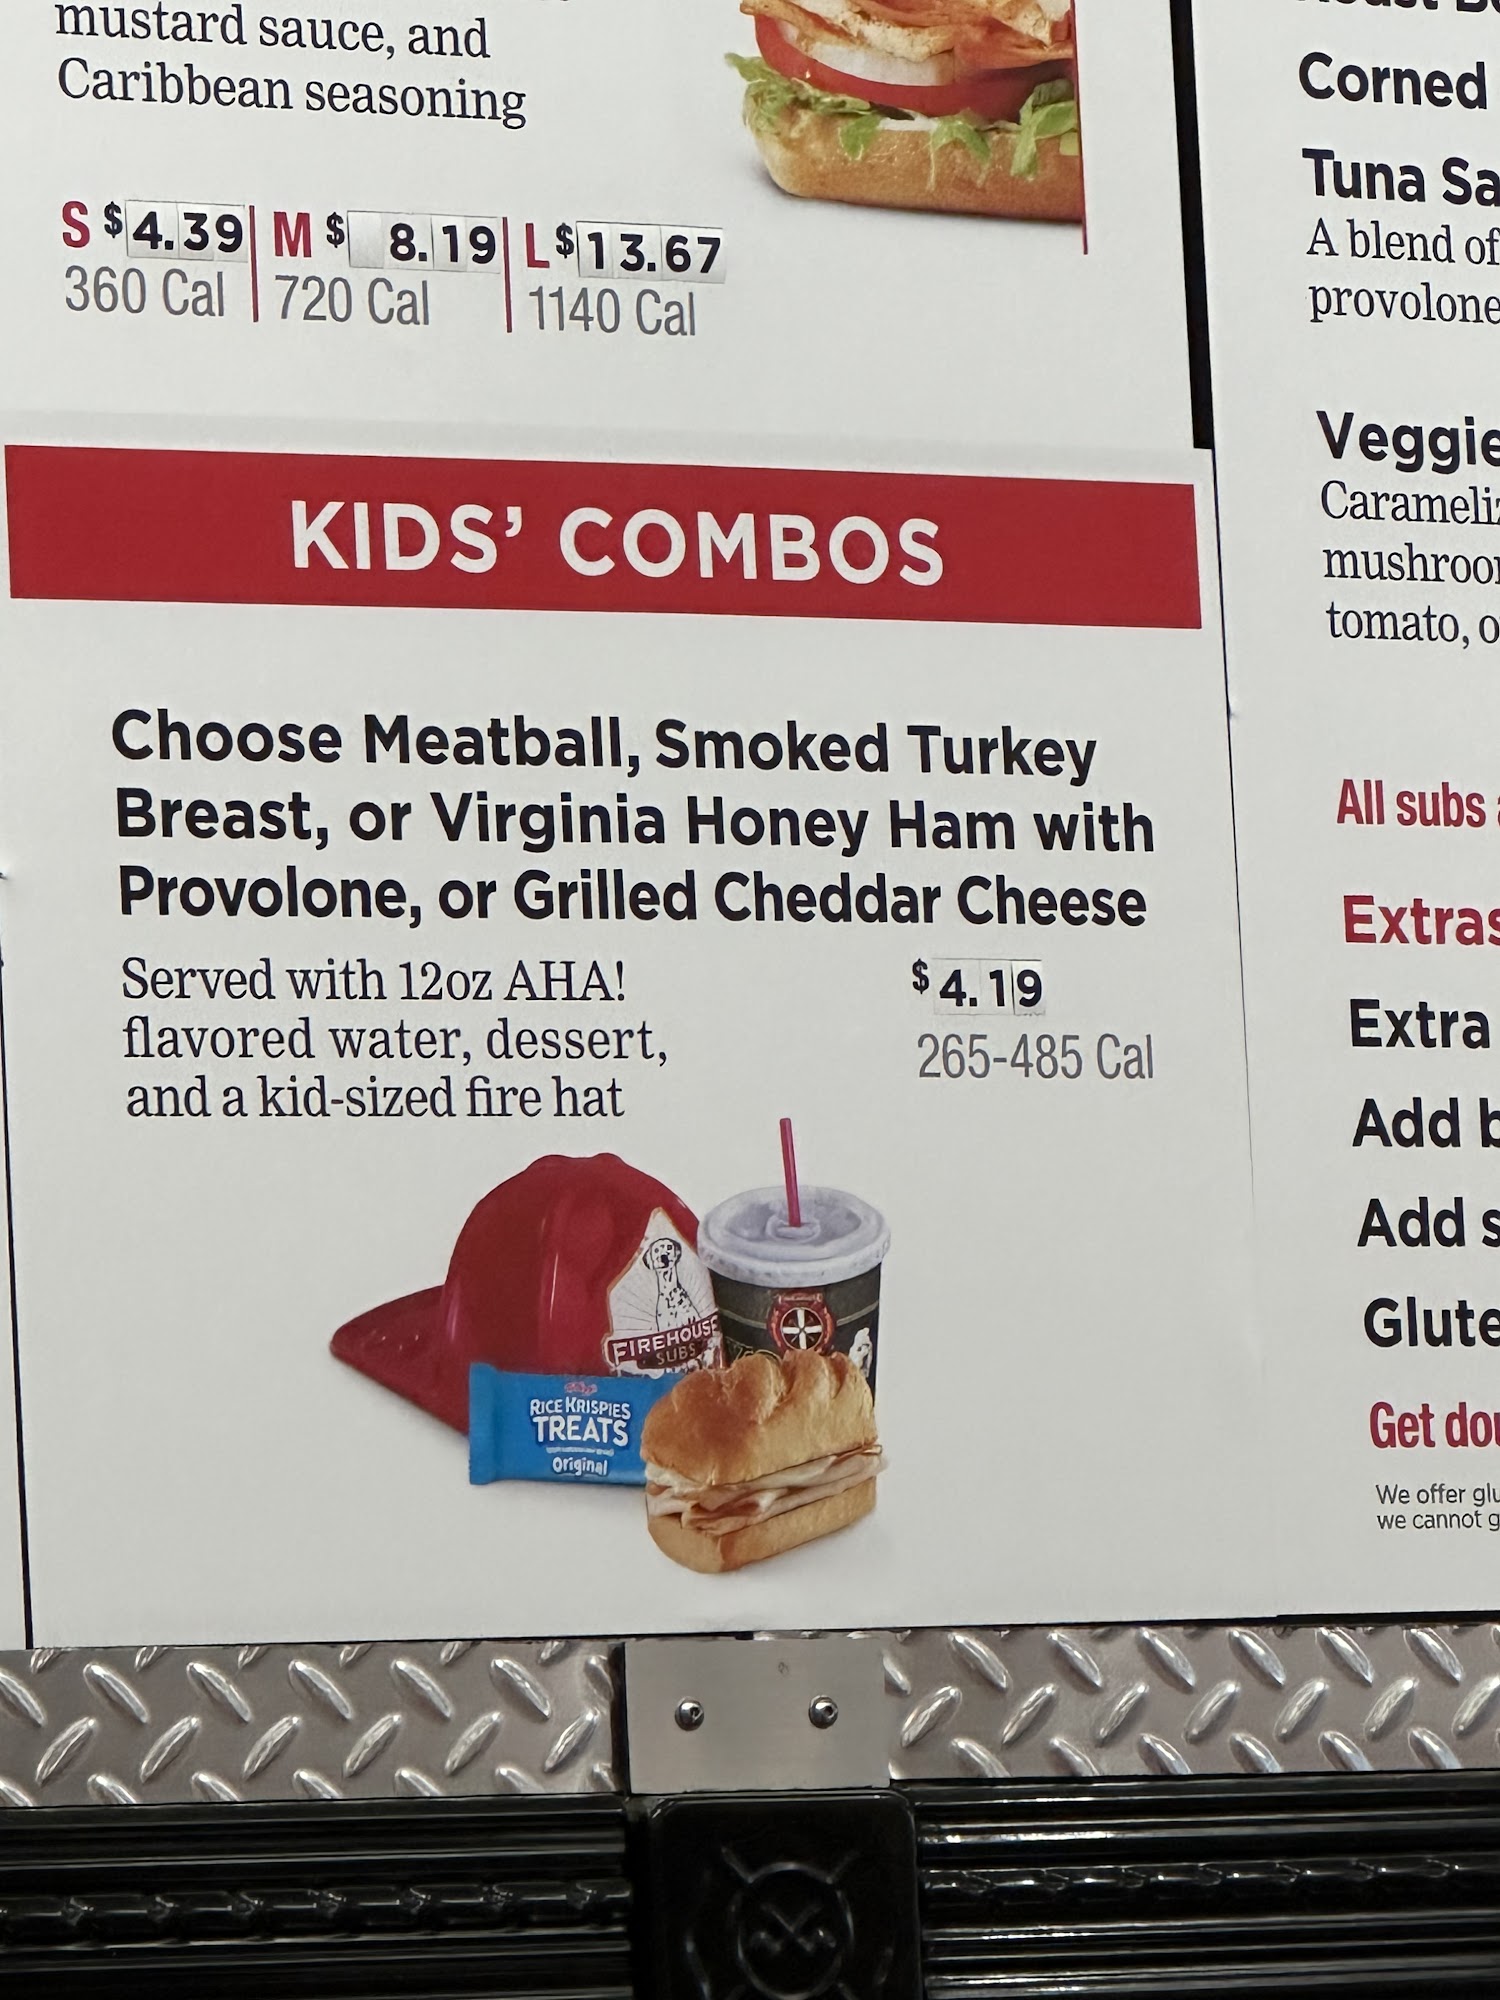 mustard sauce, and
Caribbean seasoning
S $4.39 M $ 8.19 L $13.67
360 Cal 720 Cal 1140 Cal
KIDS’ COMBOS
Choose Meatball, Smoked Turkey
Breast, or Virginia Honey Ham with
Provolone, or Grilled Cheddar Cheese
Served with 12oz AHA!
flavored water, dessert,
and a kid-sized fire hat
$4.19
265-485 Cal
FIREHOUSE
SUBS
Kellogg's
RICE KRISPIES
TREATS
Original
Corned
Tuna Sa
A blend of
provolone
Veggie
Carameliz
mushroo
tomato, o
All subs
Extras
Extra
Add b
Add s
Glute
Get dou
We offer glu
we cannot g